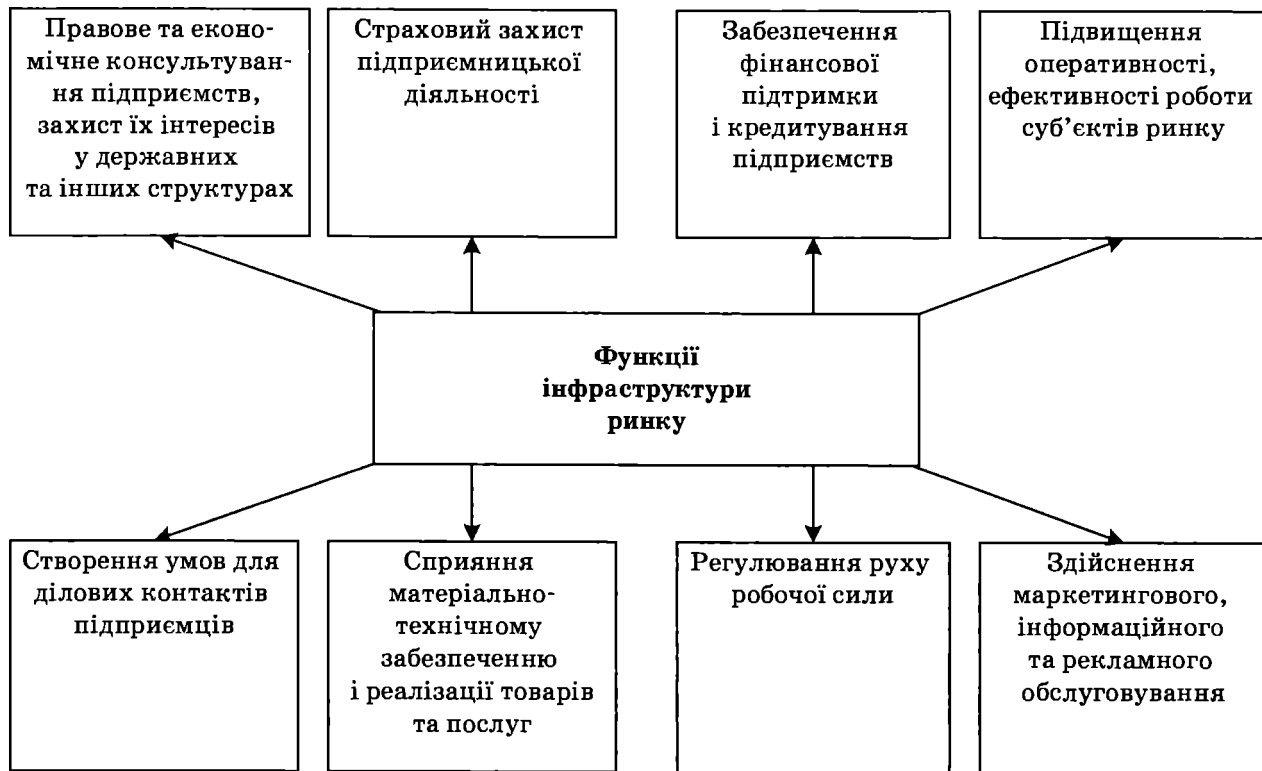 Правове та еконо-
мічне консультуван-
ня підприємств,
захист їх інтересів
у державних
та інших структурах
Страховий захист
підприємницької
діяльності
Забезпечення
фінансової
підтримки
і кредитування
підприємств
Підвищення
оперативності,
ефективності роботи
суб’єктів ринку
Функції
інфраструктури
ринку
Створення умов для
ділових контактів
підприємців
Сприяння
матеріально-
технічному
забезпеченню
і реалізації товарів
та послуг
Регулювання руху
робочої сили
Здійснення
маркетингового,
інформаційного
та рекламного
обслуговування